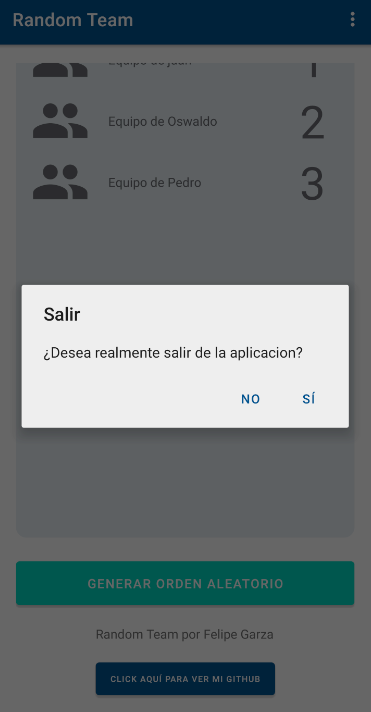 Random Team
Equipo de Juan
1
Equipo de Oswaldo
2
Equipo de Pedro
3
Salir
¿Desea realmente salir de la aplicacion?
NO
SÍ
GENERAR ORDEN ALEATORIO
Random Team por Felipe Garza
CLICK AQUÍ PARA VER MI GITHUB